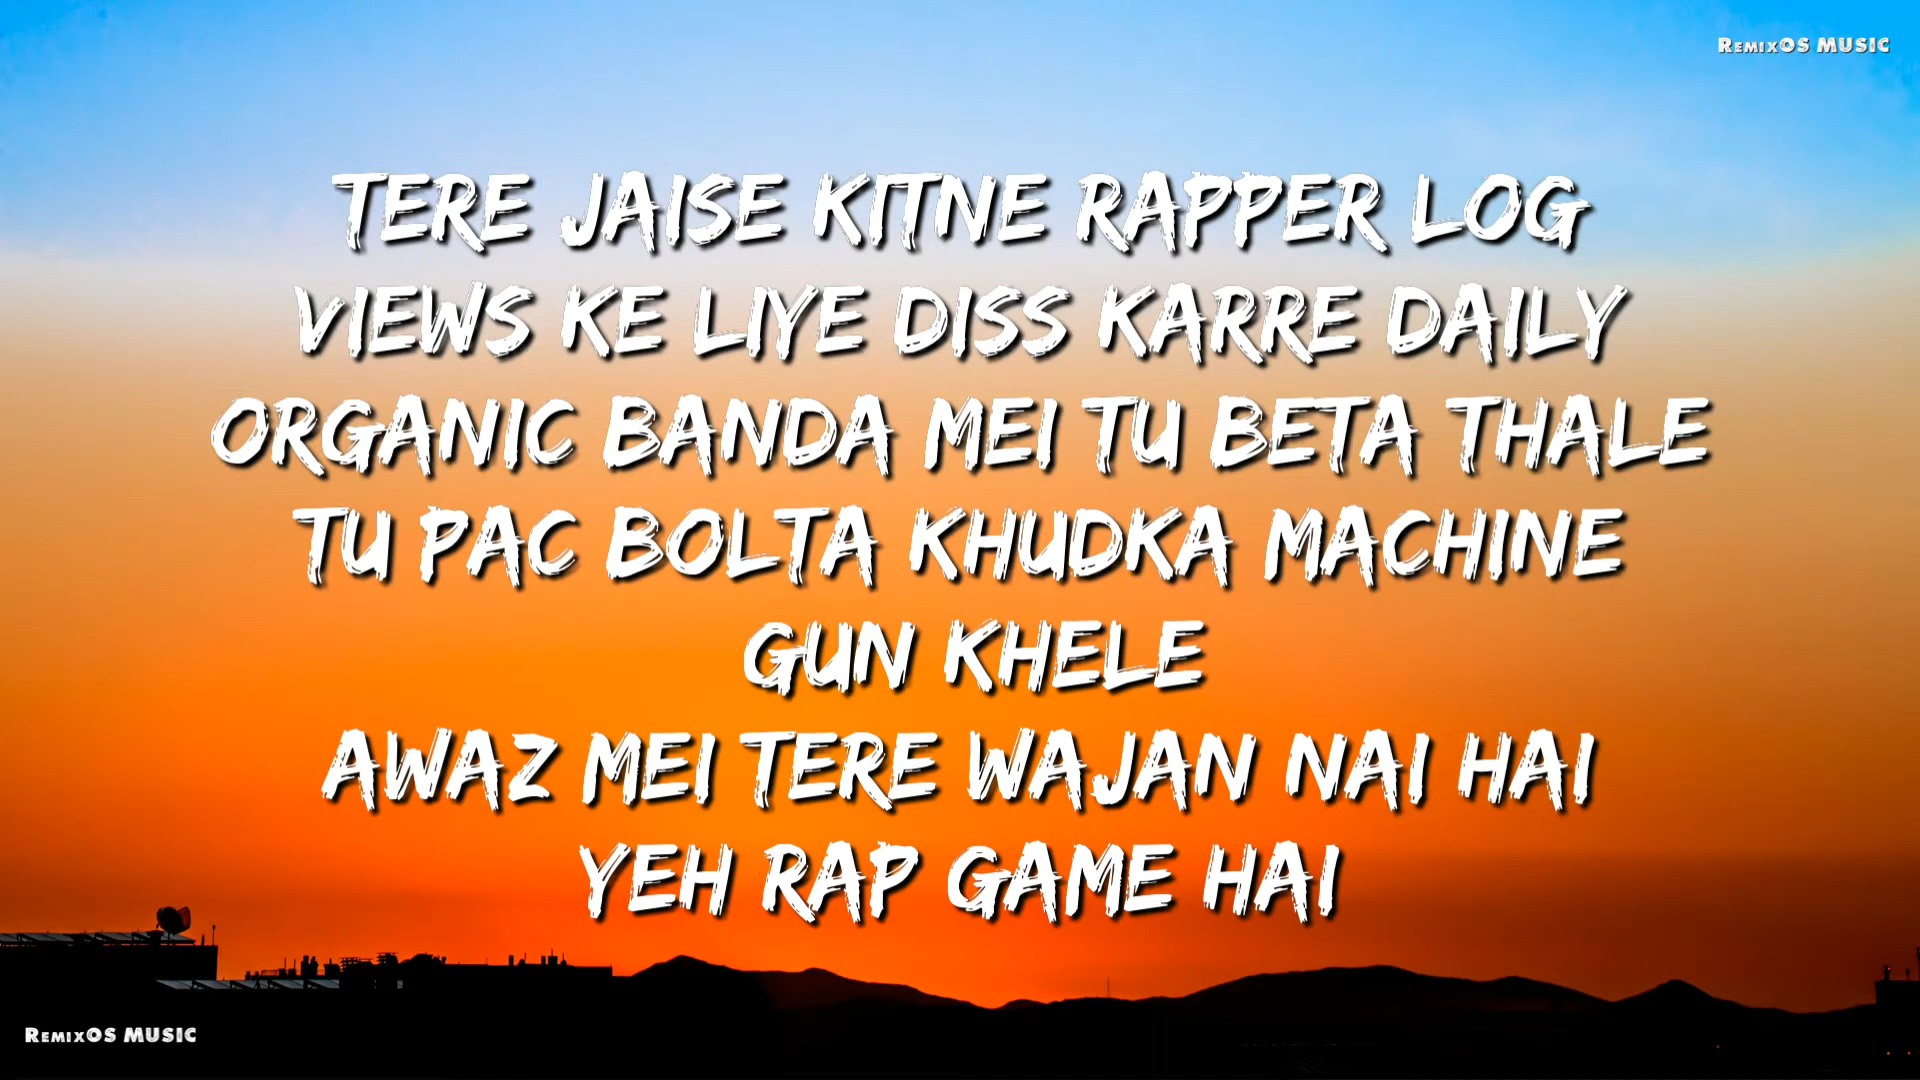 RemixOS MUSIC
TERE JAISE KITNE RAPPER LOG
VIEWS KE LIYE DISS KARRE DAILY
ORGANIC BANDA MEI TU BETA THALE
TU PAC BOLTA KHUDKA MACHINE
GUN KHELE
AWAZ MEI TERE WAJAN NAI HAI
YEH RAP GAME HAI
RemixOS MUSIC